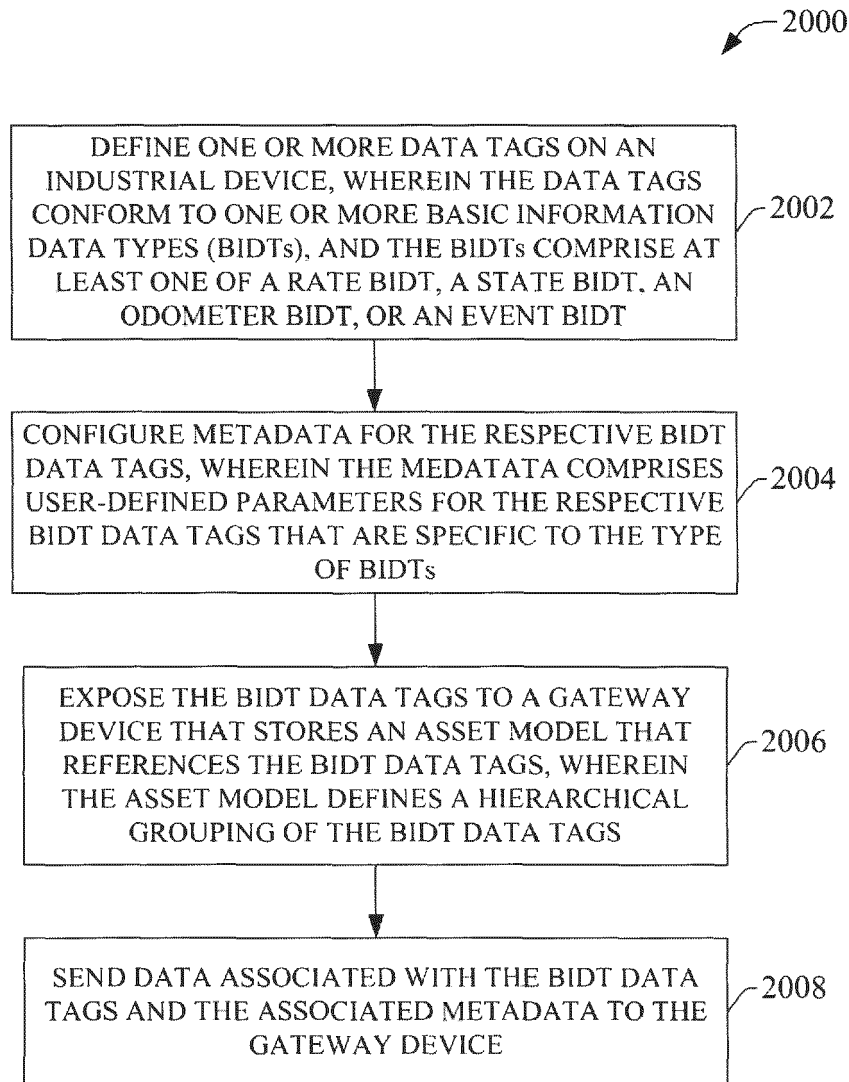 2000
DEFINE ONE OR MORE DATA TAGS ON AN
INDUSTRIAL DEVICE, WHEREIN THE DATA TAGS
CONFORM TO ONE OR MORE BASIC INFORMATION
DATA TYPES (BIDTs), AND THE BIDTs COMPRISE AT
LEAST ONE OF A RATE BIDT, A STATE BIDT, AN
ODOMETER BIDT, OR AN EVENT BIDT
2002
CONFIGURE METADATA FOR THE RESPECTIVE BIDT
DATA TAGS, WHEREIN THE MEDATATA COMPRISES
USER-DEFINED PARAMETERS FOR THE RESPECTIVE
BIDT DATA TAGS THAT ARE SPECIFIC TO THE TYPE
OF BIDTs
2004
EXPOSE THE BIDT DATA TAGS TO A GATEWAY
DEVICE THAT STORES AN ASSET MODEL THAT
REFERENCES THE BIDT DATA TAGS, WHEREIN
THE ASSET MODEL DEFINES A HIERARCHICAL
GROUPING OF THE BIDT DATA TAGS
2006
SEND DATA ASSOCIATED WITH THE BIDT DATA
TAGS AND THE ASSOCIATED METADATA TO THE
GATEWAY DEVICE
2008